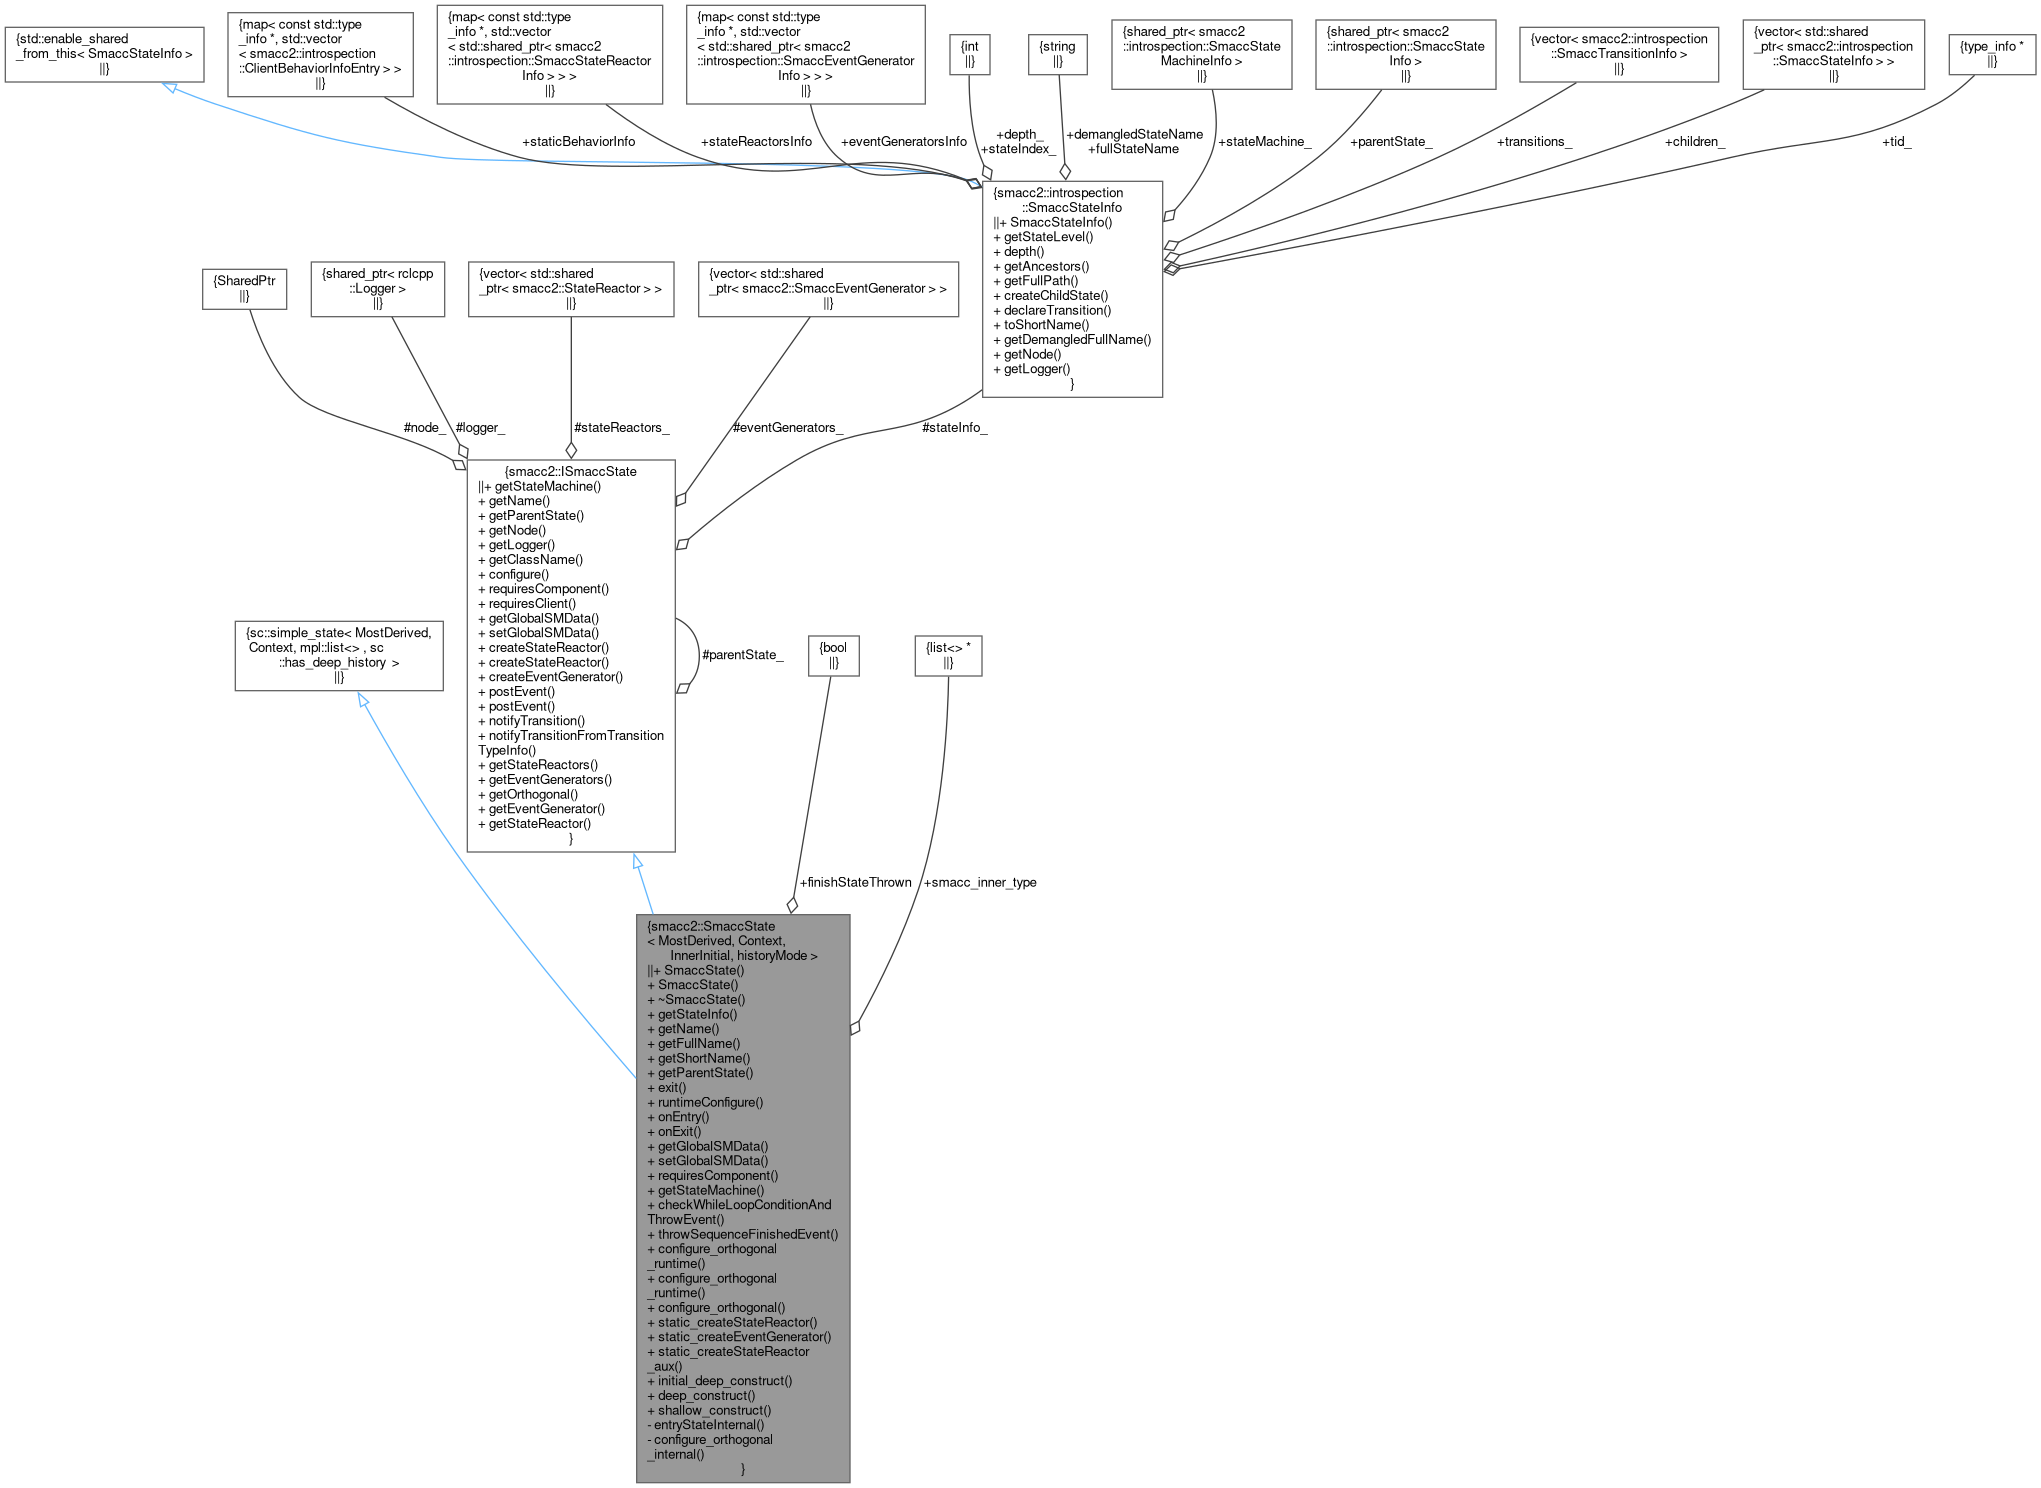 {std::enable_shared
_from_this< SmaccStateInfo >
||}
{map< const std::type
_info *, std::vector
< smacc2::introspection
::ClientBehaviorInfoEntry > >
||}
{map< const std::type
_info *, std::vector
< std::shared_ptr< smacc2
::introspection::SmaccStateReactor
Info > > >
||}
{map< const std::type
_info *, std::vector
< std::shared_ptr< smacc2
::introspection::SmaccEventGenerator
Info > > >
||}
{int
||}
{string
||}
{shared_ptr< smacc2
::introspection::SmaccState
MachineInfo >
||}
{shared_ptr< smacc2
::introspection::SmaccState
Info >
||}
{vector< smacc2::introspection
::SmaccTransitionInfo >
||}
{vector< std::shared
_ptr< smacc2::introspection
::SmaccStateInfo > >
||}
{type_info *
||}
+staticBehaviorInfo
+stateReactorsInfo
+eventGeneratorsInfo
+depth_
+stateIndex_
+demangledStateName
+fullStateName
+stateMachine_
+parentState_
+transitions_
+children_
+tid_
{smacc2::introspection
::SmaccStateInfo
||+ SmaccStateInfo()
+ getStateLevel()
+ depth()
+ getAncestors()
+ getFullPath()
+ createChildState()
+ declareTransition()
+ toShortName()
+ getDemangledFullName()
+ getNode()
+ getLogger()
}
{SharedPtr
||}
{shared_ptr< rclcpp
::Logger >
||}
{vector< std::shared
_ptr< smacc2::StateReactor > >
||}
{vector< std::shared
_ptr< smacc2::SmaccEventGenerator > >
||}
#node_
#logger_
#stateReactors_
#eventGenerators_
#stateInfo_
{smacc2::ISmaccState
||+ getStateMachine()
+ getName()
+ getParentState()
+ getNode()
+ getLogger()
+ getClassName()
+ configure()
+ requiresComponent()
+ requiresClient()
+ getGlobalSMData()
+ setGlobalSMData()
+ createStateReactor()
+ createStateReactor()
+ createEventGenerator()
+ postEvent()
+ postEvent()
+ notifyTransition()
+ notifyTransitionFromTransition
TypeInfo()
+ getStateReactors()
+ getEventGenerators()
+ getOrthogonal()
+ getEventGenerator()
+ getStateReactor()
}
#parentState_
{sc::simple_state< MostDerived,
Context, mpl::list<> , sc
::has_deep_history >
||}
{bool
||}
{list<> *
||}
+finishStateThrown
+smacc_inner_type
{smacc2::SmaccState
< MostDerived, Context,
InnerInitial, historyMode >
||+ SmaccState()
+ SmaccState()
+ ~SmaccState()
+ getStateInfo()
+ getName()
+ getFullName()
+ getShortName()
+ getParentState()
+ exit()
+ runtimeConfigure()
+ onEntry()
+ onExit()
+ getGlobalSMData()
+ setGlobalSMData()
+ requiresComponent()
+ getStateMachine()
+ checkWhileLoopConditionAnd
ThrowEvent()
+ throwSequenceFinishedEvent()
+ configure_orthogonal
_runtime()
+ configure_orthogonal
_runtime()
+ configure_orthogonal()
+ static_createStateReactor()
+ static_createEventGenerator()
+ static_createStateReactor
_aux()
+ initial_deep_construct()
+ deep_construct()
+ shallow_construct()
- entryStateInternal()
- configure_orthogonal
_internal()
}